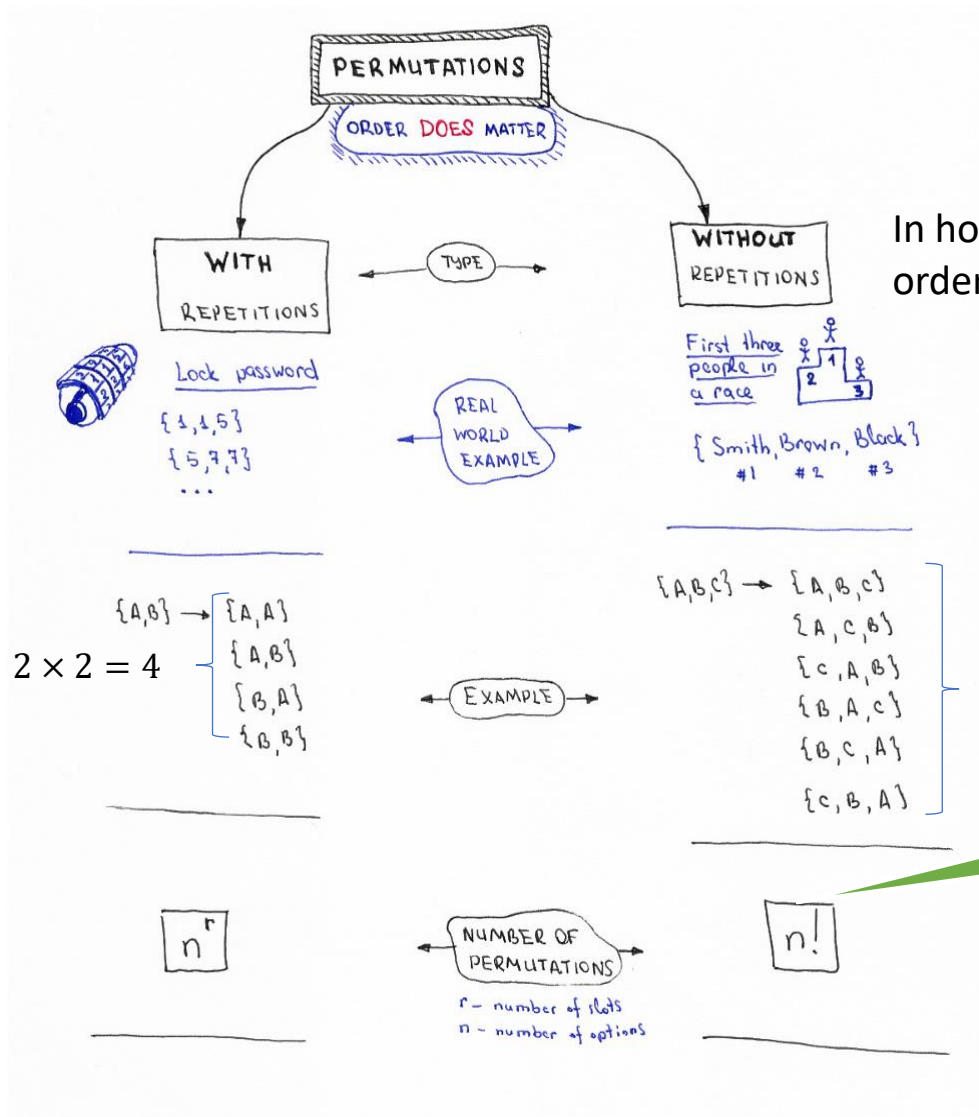 PERMUTATIONS
ORDER DOES MATTER
WITH
REPETITIONS
TYPE
WITHOUT
REPETITIONS
In ho
order
Lock password
{1,1,5}
{5,7,7}
...
REAL
WORLD
EXAMPLE
First three
people in
a race
1
2
3
{Smith, Brown, Black}
#1 #2 #3
{A,B} → {A,A}
{A,B}
{B,A}
{B,B}
2 × 2 = 4
EXAMPLE
{A,B,C} → {A,B,C}
{A,C,B}
{C,A,B}
{B,A,C}
{B,C,A}
{C,B,A}
n^r
NUMBER OF
PERMUTATIONS
r - number of slots
n - number of options
n!